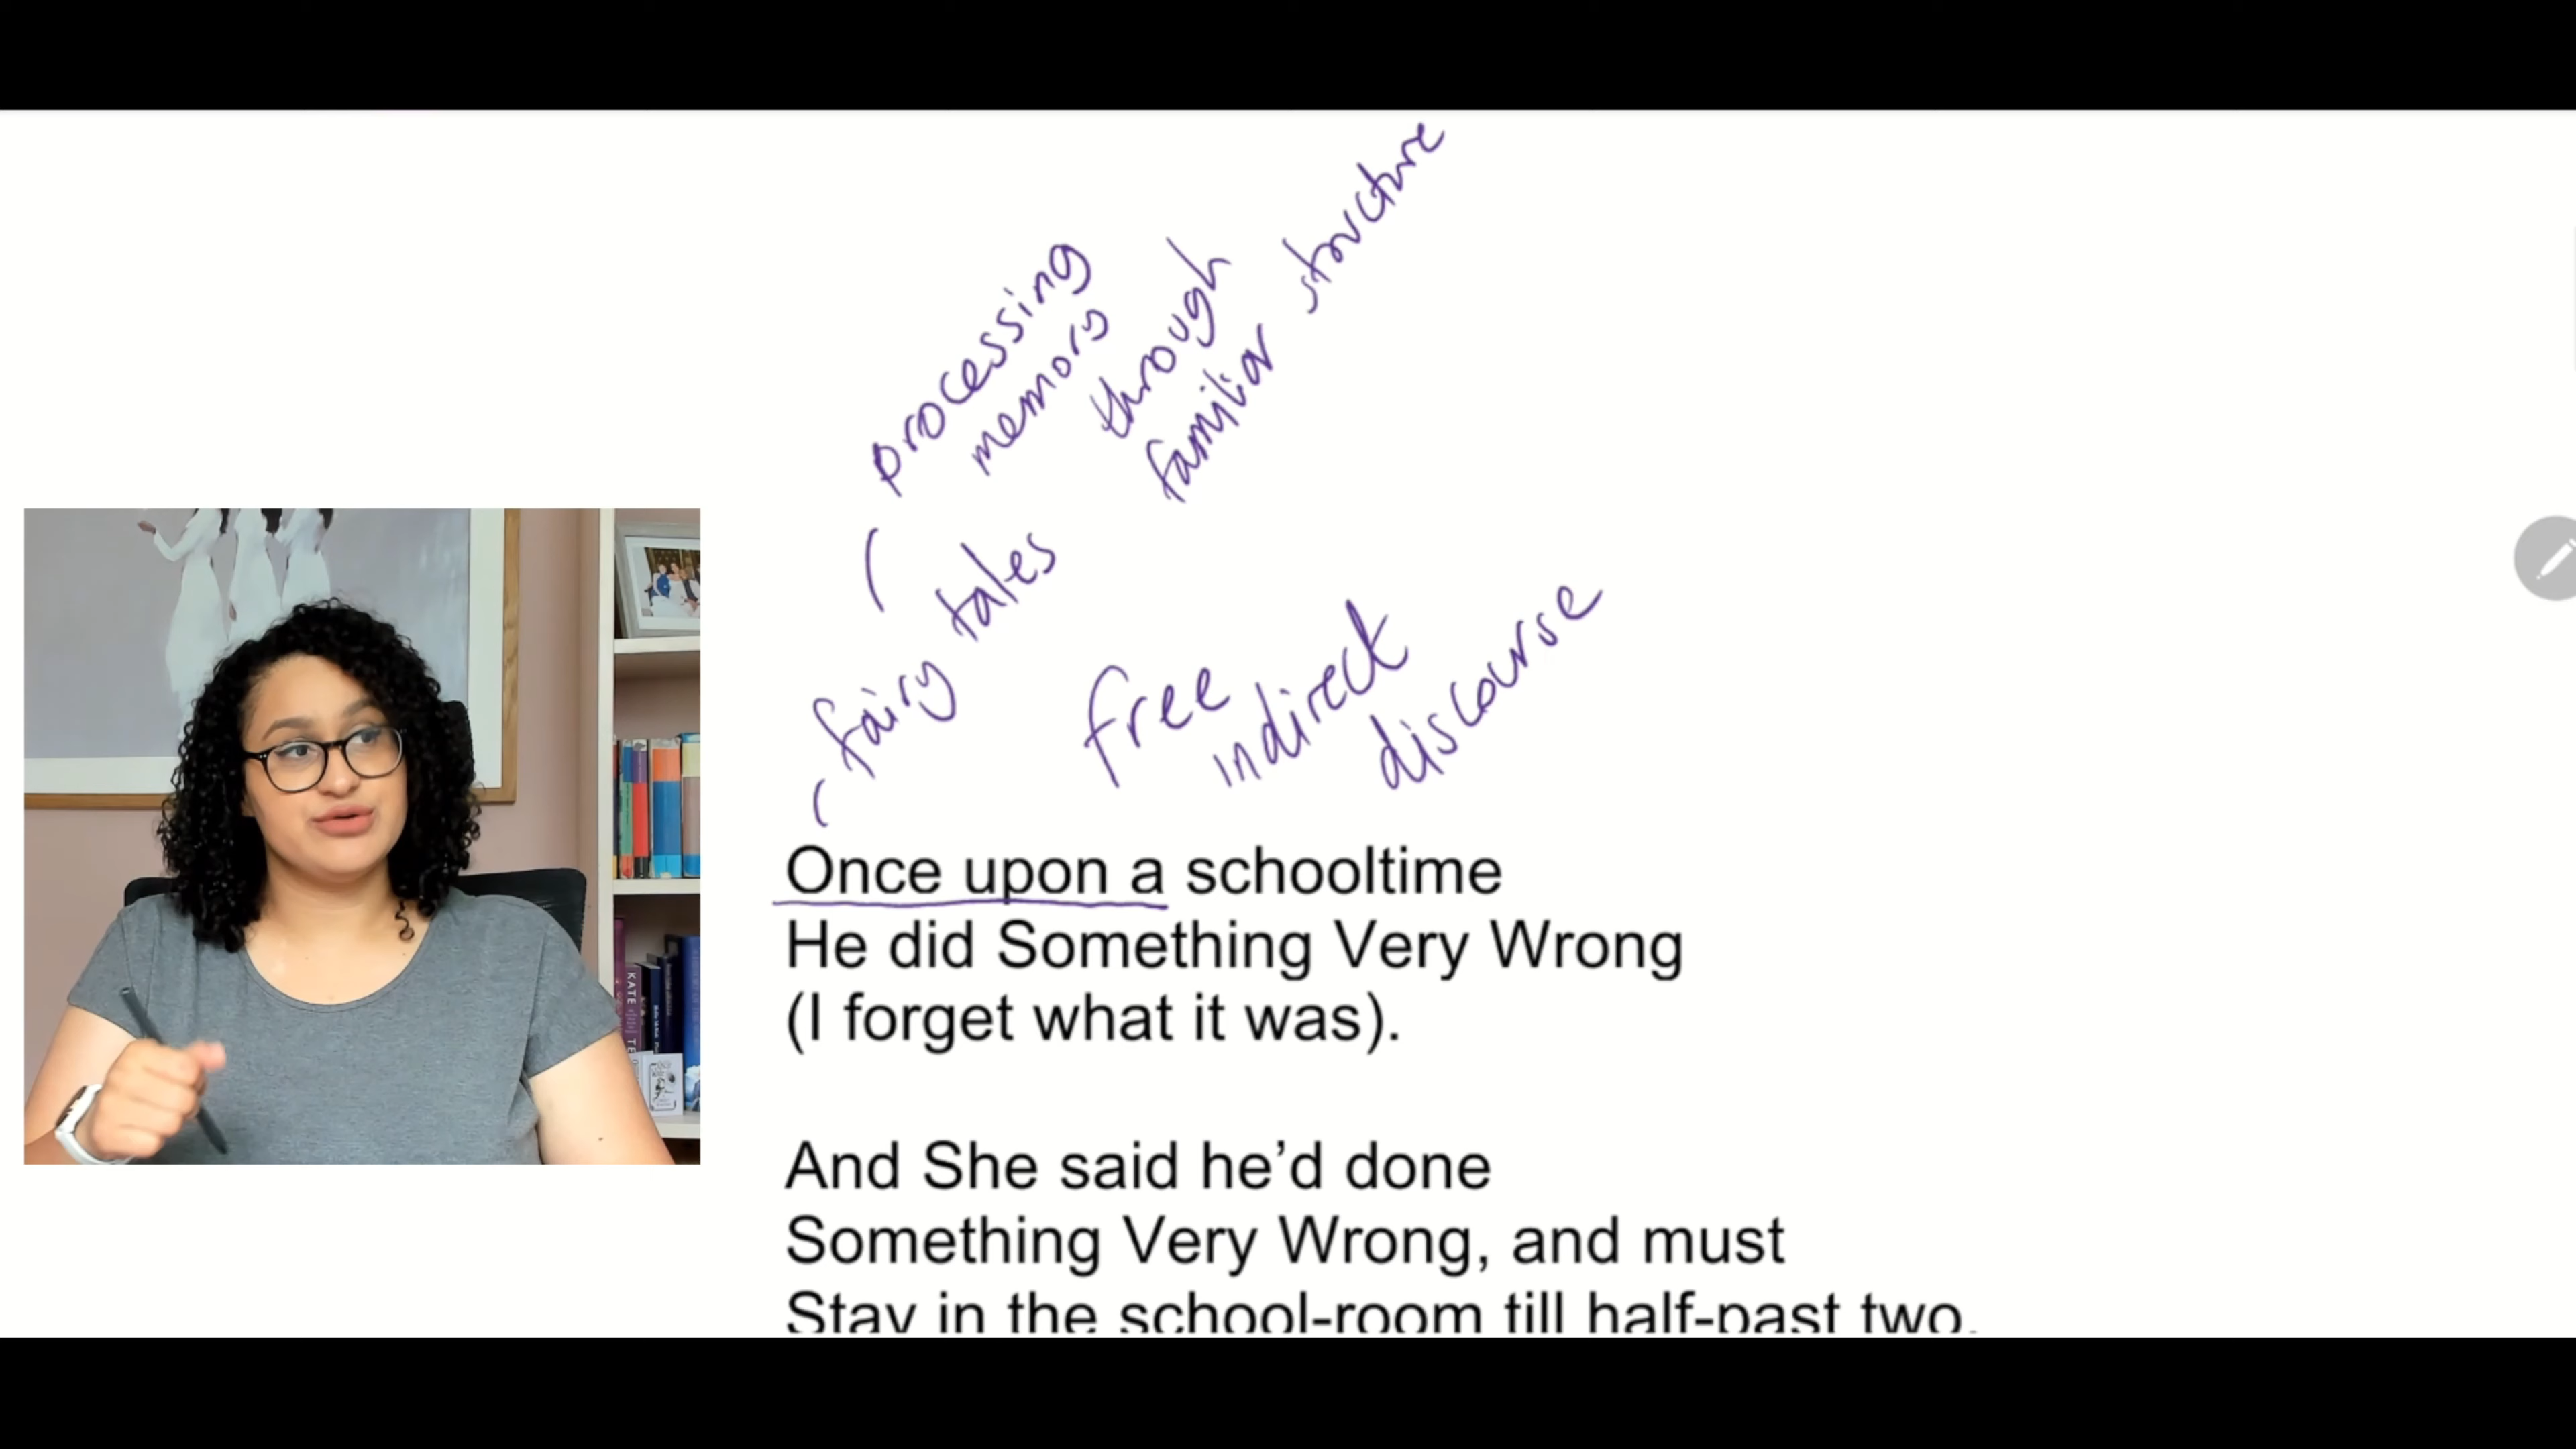 processing
memory
through
familiar structure
fairy tales
free
indirect
discourse
Once upon a schooltime
He did Something Very Wrong
(I forget what it was).
And She said he’d done
Something Very Wrong, and must
Stay in the school-room till half-past two.
KATE